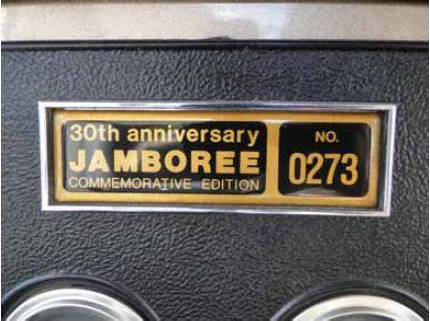 30th anniversary
JAMBOREE
COMMEMORATIVE EDITION
NO.
0273